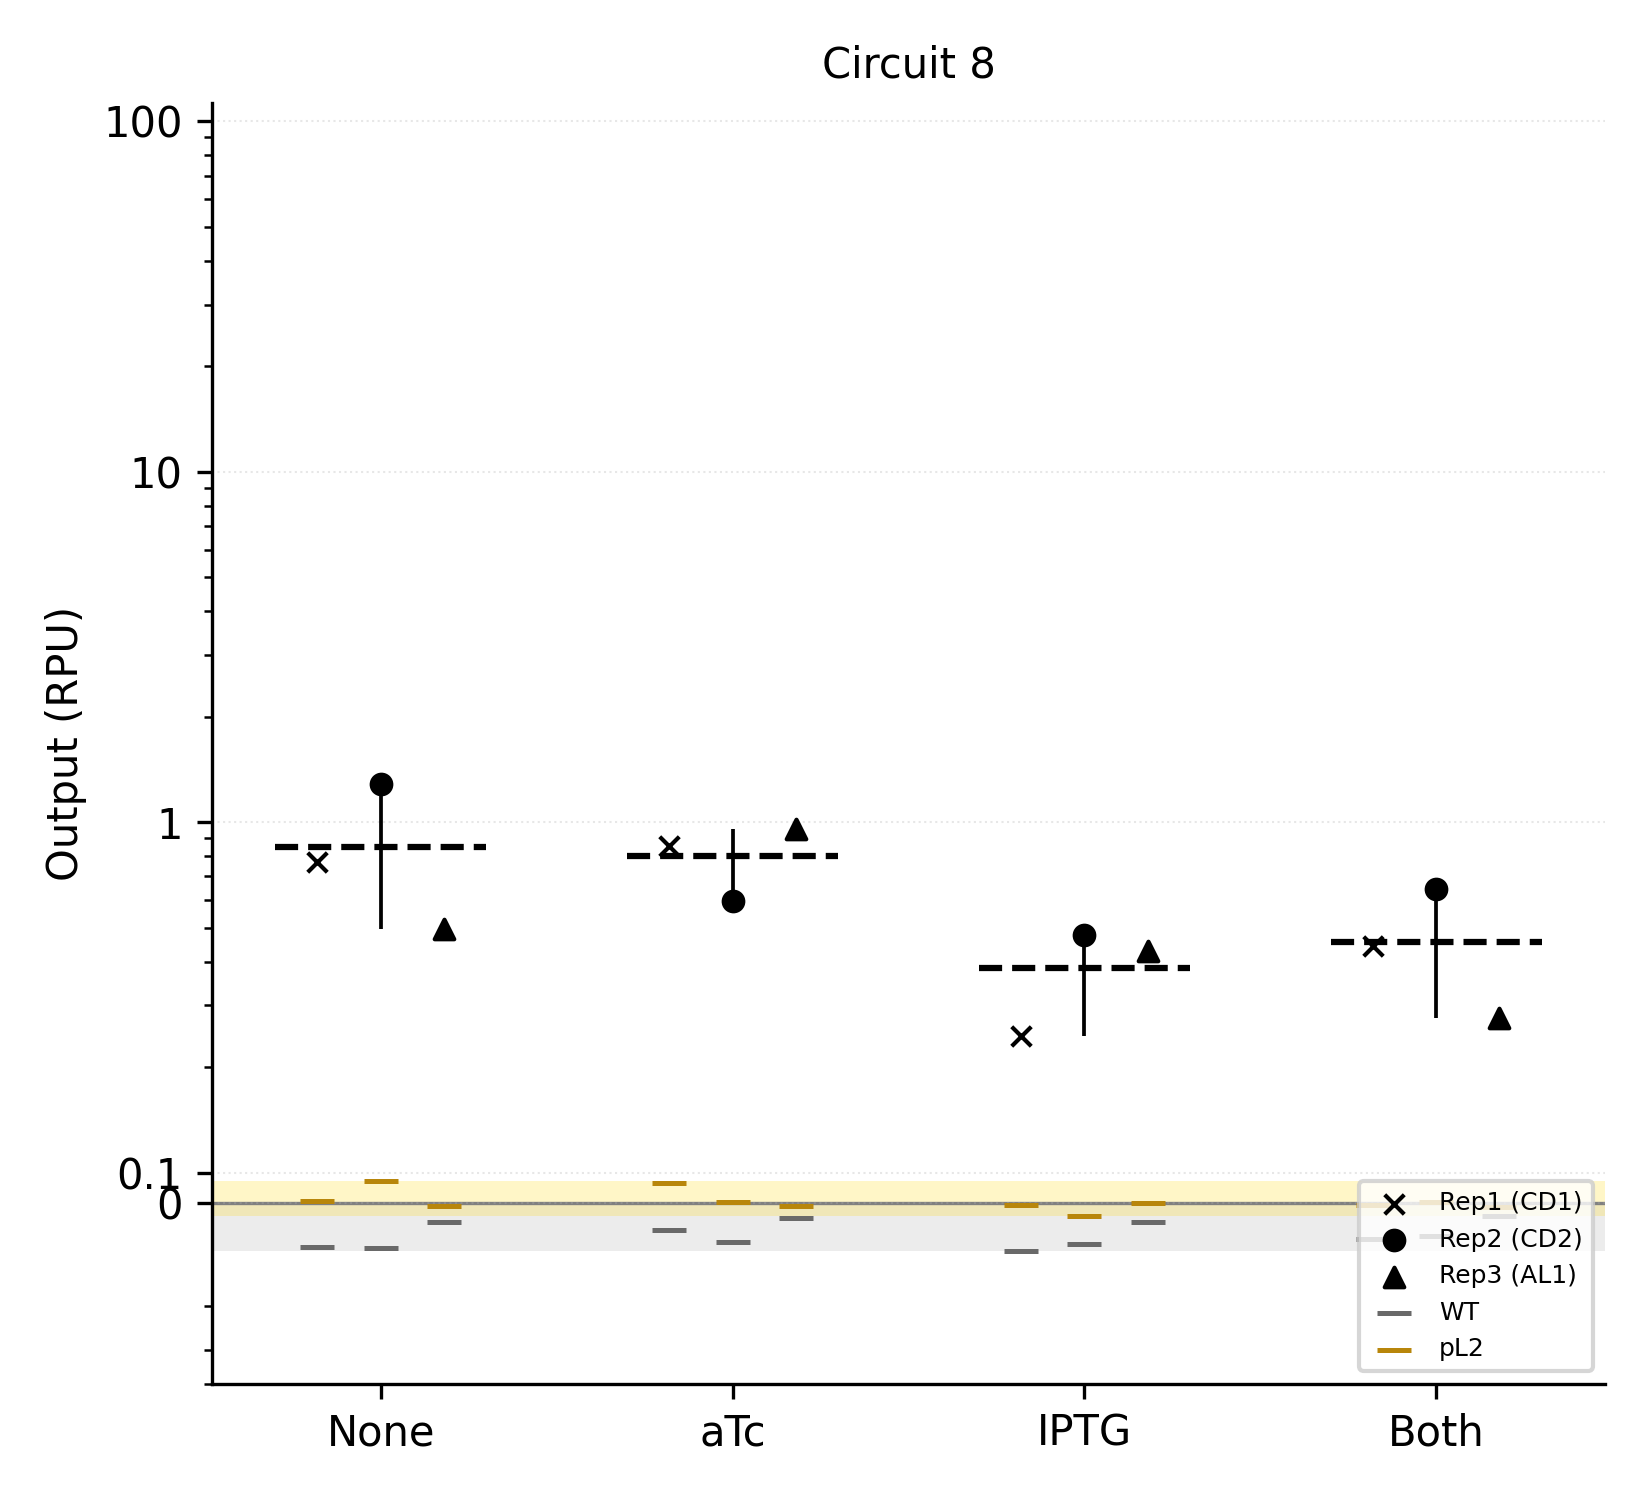 Circuit 8
100
10
1
0.1
0
Output (RPU)
None
aTc
IPTG
Both
Rep1 (CD1)
Rep2 (CD2)
Rep3 (AL1)
WT
pL2